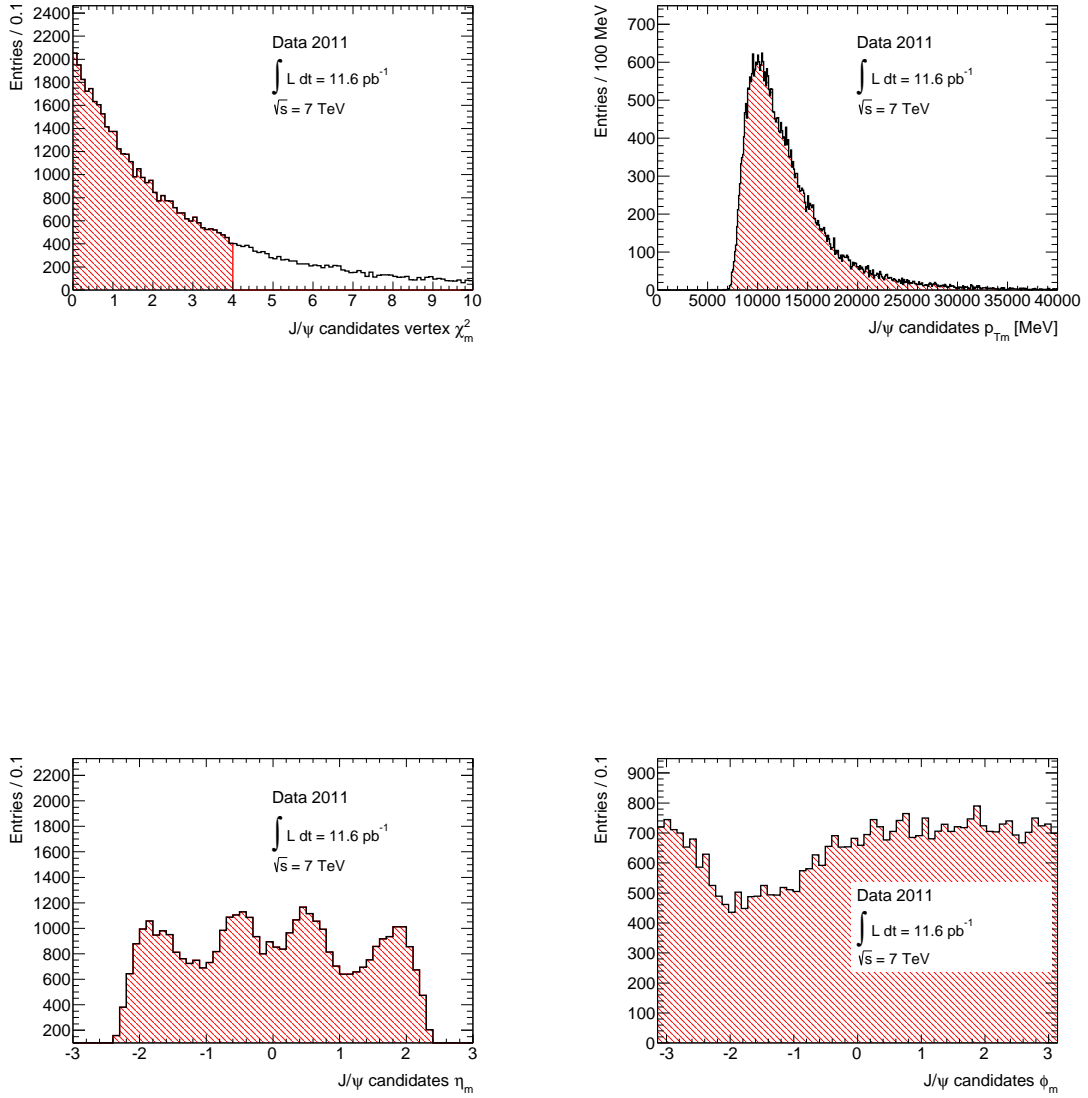 Entries / 0.1
2400
2200
2000
1800
1600
1400
1200
1000
800
600
400
200
0
0 1 2 3 4 5 6 7 8 9 10
J/ψ candidates vertex χ²ₘ
Data 2011
∫ L dt = 11.6 pb⁻¹
√s = 7 TeV
Entries / 100 MeV
700
600
500
400
300
200
100
0
0 5000 10000 15000 20000 25000 30000 35000 40000
J/ψ candidates p_Tm [MeV]
Data 2011
∫ L dt = 11.6 pb⁻¹
√s = 7 TeV
Entries / 0.1
2200
2000
1800
1600
1400
1200
1000
800
600
400
200
-3 -2 -1 0 1 2 3
J/ψ candidates ηₘ
Data 2011
∫ L dt = 11.6 pb⁻¹
√s = 7 TeV
Entries / 0.1
900
800
700
600
500
400
300
200
100
0
-3 -2 -1 0 1 2 3
J/ψ candidates ϕₘ
Data 2011
∫ L dt = 11.6 pb⁻¹
√s = 7 TeV